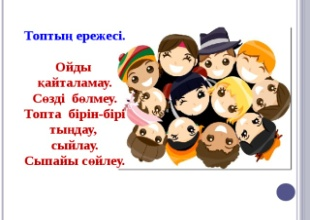 Топтың ережесі.
Ойды
қайталамау.
Сөзді бөлмеу.
Топта бірін-бірі
тыңдау,
сыйлау.
Сыпайы сөйлеу.